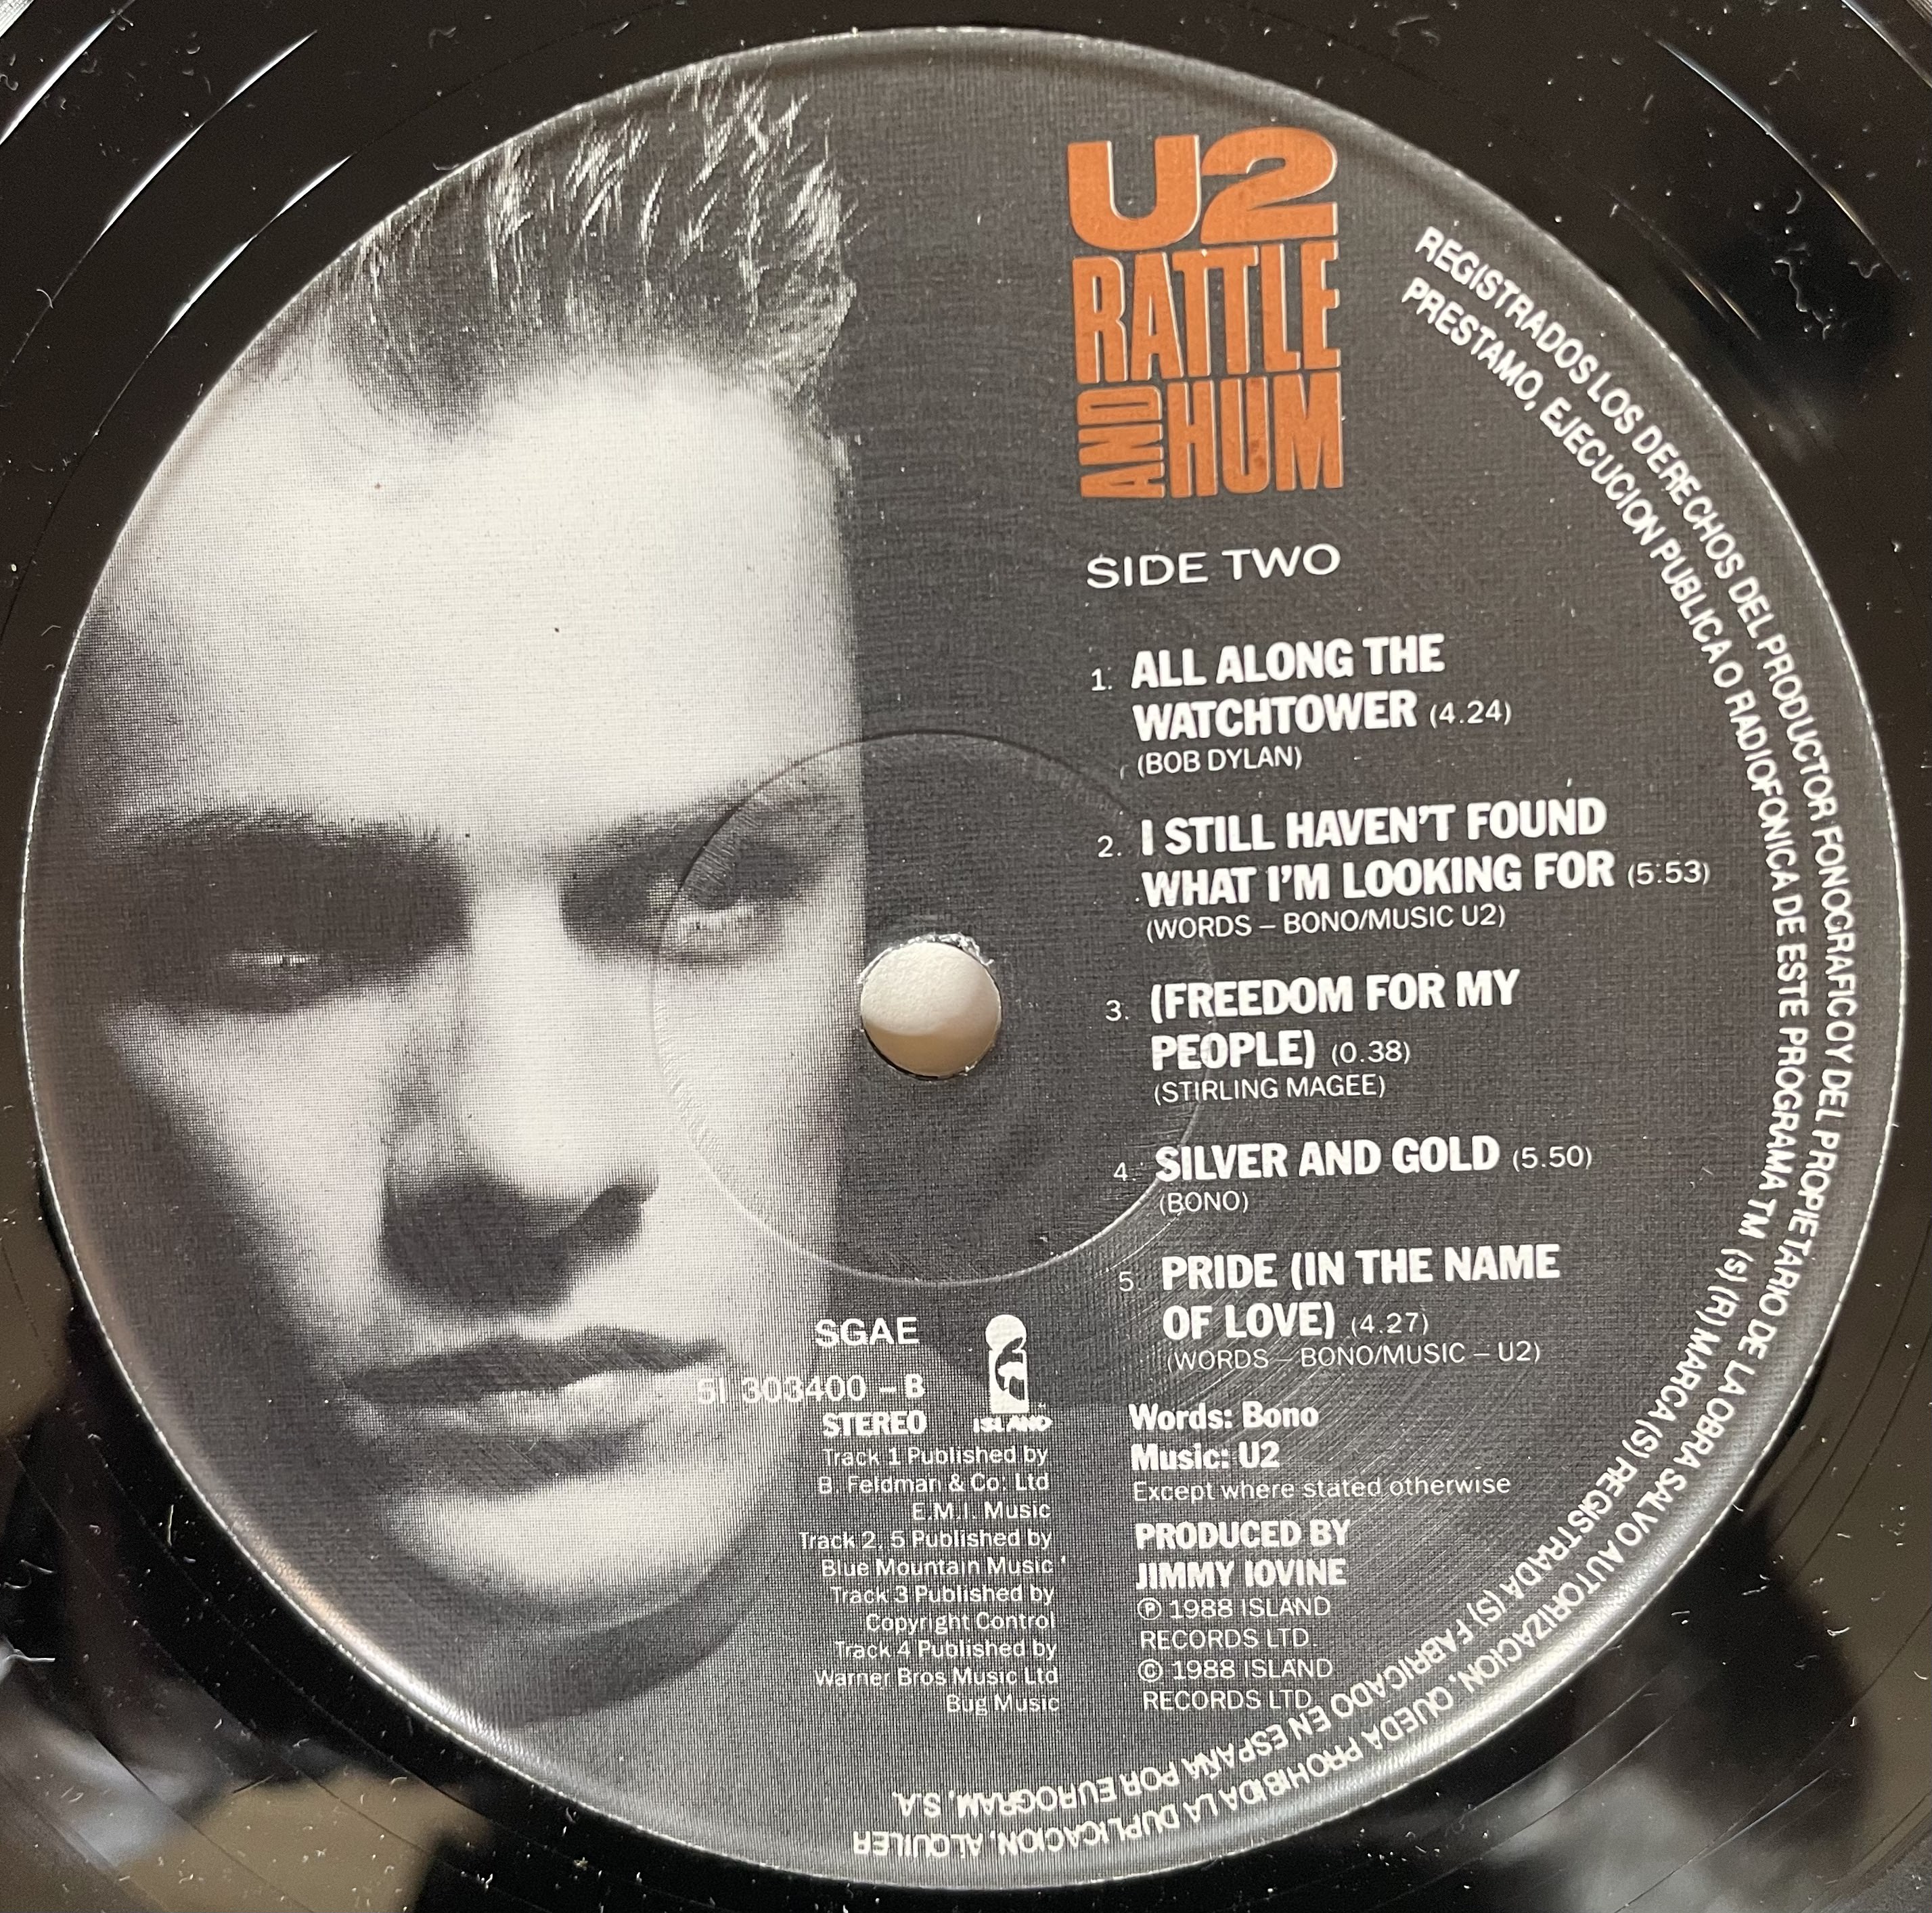 U2
RATTLE
AND HUM
SIDE TWO
1. ALL ALONG THE
WATCHTOWER (4.24)
(BOB DYLAN)
2. I STILL HAVEN'T FOUND
WHAT I'M LOOKING FOR (5:53)
(WORDS – BONO/MUSIC U2)
3. (FREEDOM FOR MY
PEOPLE) (0.38)
(STIRLING MAGEE)
4. SILVER AND GOLD (5.50)
(BONO)
5. PRIDE (IN THE NAME
OF LOVE) (4.27)
(WORDS – BONO/MUSIC – U2)
SGAE
5I 303400 – B
STEREO
ISLAND
Track 1 Published by
B. Feldman & Co. Ltd
E.M.I. Music
Track 2, 5 Published by
Blue Mountain Music
Track 3 Published by
Copyright Control
Track 4 Published by
Warner Bros Music Ltd
Bug Music
Words: Bono
Music: U2
Except where stated otherwise
PRODUCED BY
JIMMY IOVINE
Ⓟ 1988 ISLAND
RECORDS LTD.
© 1988 ISLAND
RECORDS LTD.
REGISTRADOS LOS DERECHOS DEL PRODUCTOR FONOGRAFICO Y DEL PROPIETARIO DE LA OBRA SALVO AUTORIZACION, QUEDA PROHIBIDA LA DUPLICACION, ALQUILER
PRESTAMO, EJECUCION PUBLICA O RADIOFONICA DE ESTE PROGRAMA TM (s) (R) MARCA (S) REGISTRADA (S) FABRICADO EN ESPAÑA POR EUROGRAM, S.A.